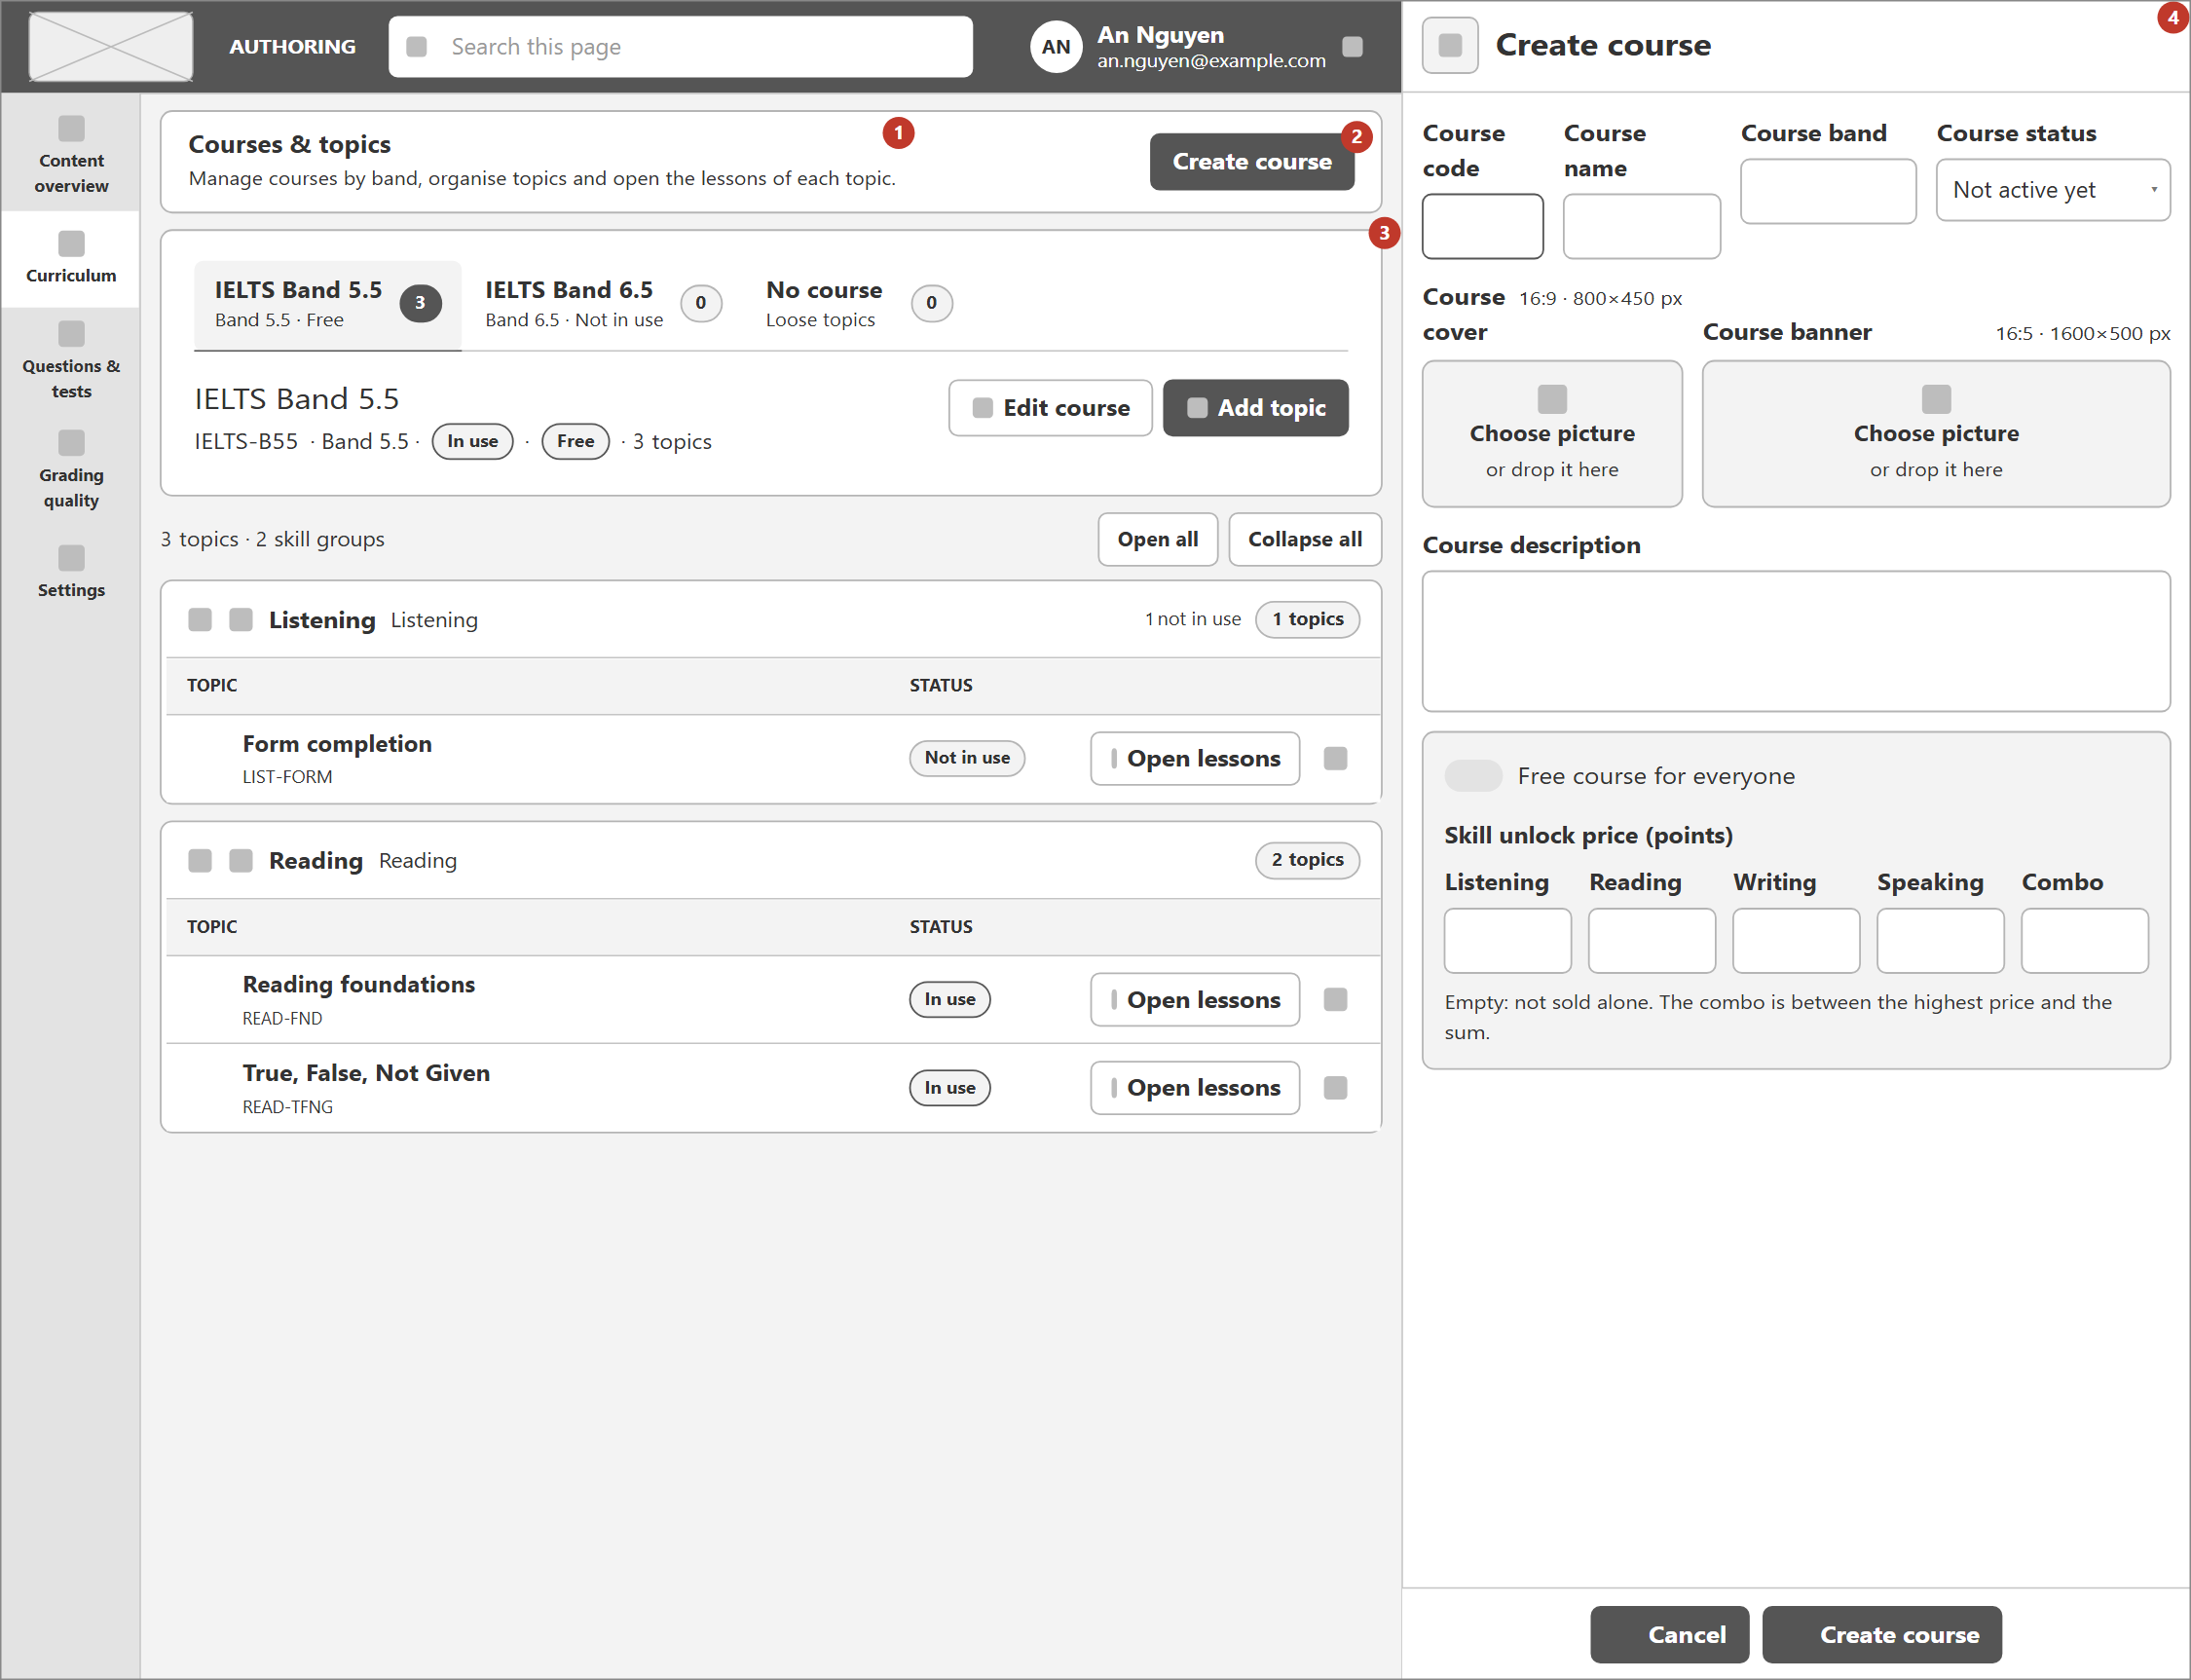 AUTHORING
Search this page
AN
An Nguyen
an.nguyen@example.com
Content
overview
Curriculum
Questions &
tests
Grading
quality
Settings
Courses & topics
Manage courses by band, organise topics and open the lessons of each topic.
1
Create course
2
3
IELTS Band 5.5
Band 5.5 · Free
3
IELTS Band 6.5
Band 6.5 · Not in use
0
No course
Loose topics
0
IELTS Band 5.5
IELTS-B55 · Band 5.5 · In use · Free · 3 topics
Edit course
Add topic
3 topics · 2 skill groups
Open all
Collapse all
Listening Listening
1 not in use
1 topics
TOPIC STATUS
Form completion
LIST-FORM
Not in use
Open lessons
Reading Reading
2 topics
TOPIC STATUS
Reading foundations
READ-FND
In use
Open lessons
True, False, Not Given
READ-TFNG
In use
Open lessons
4
Create course
Course
code
Course
name
Course band
Course status
Not active yet
Course
cover
16:9 · 800×450 px
Course banner
16:5 · 1600×500 px
Choose picture
or drop it here
Choose picture
or drop it here
Course description
Free course for everyone
Skill unlock price (points)
Listening Reading Writing Speaking Combo
Empty: not sold alone. The combo is between the highest price and the
sum.
Cancel
Create course